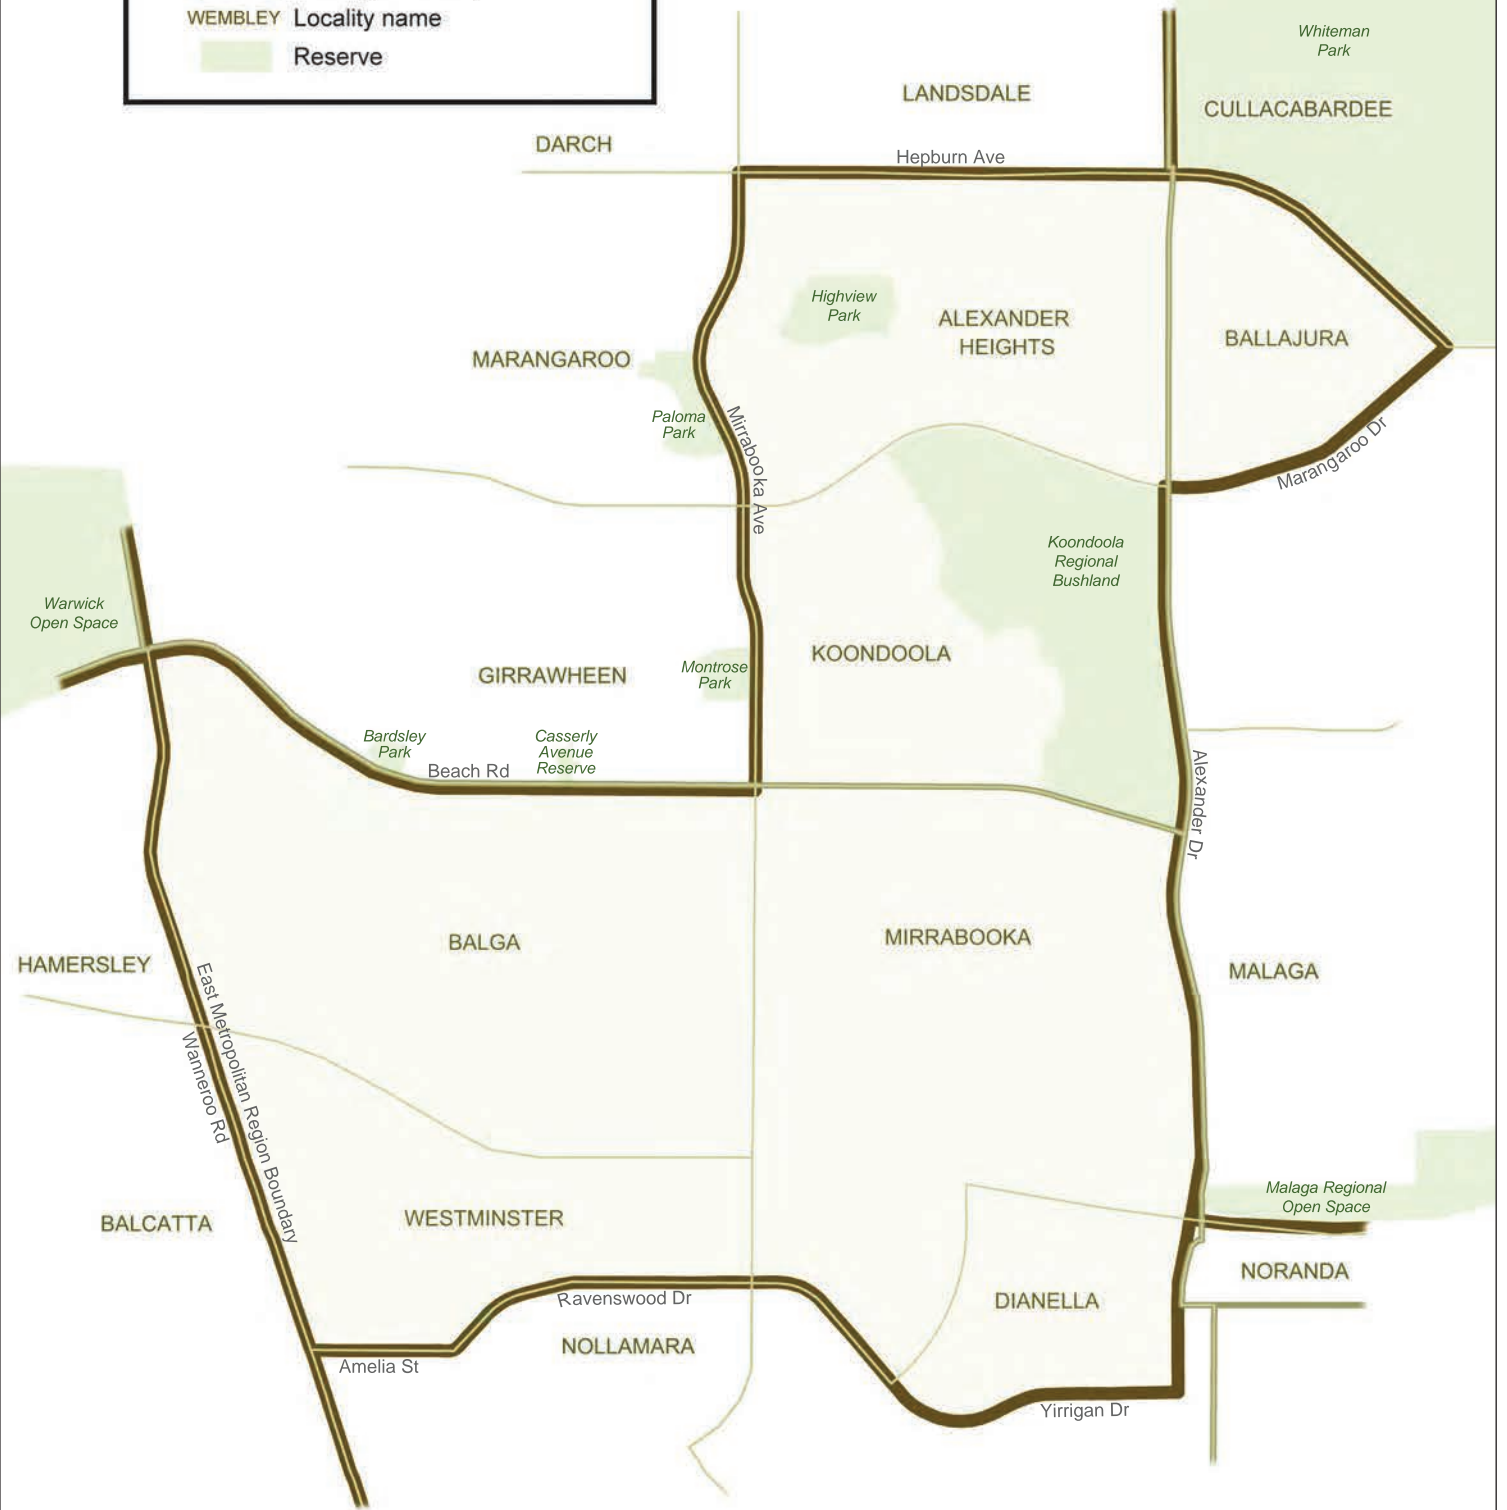 WEMBLEY Locality name
Reserve
Whiteman
Park
LANDSDALE
CULLACABARDEE
DARCH
Hepburn Ave
Highview
Park
ALEXANDER
HEIGHTS
BALLAJURA
MARANGAROO
Paloma
Park
Mirrabooka Ave
Marangaroo Dr
Koondoola
Regional
Bushland
Warwick
Open Space
KOONDOOLA
GIRRAWHEEN
Montrose
Park
Bardsley
Park
Casserly
Avenue
Reserve
Beach Rd
Alexander Dr
BALGA
MIRRABOOKA
HAMERSLEY
MALAGA
East Metropolitan Region Boundary
Wanneroo Rd
Malaga Regional
Open Space
BALCATTA
WESTMINSTER
NORANDA
Ravenswood Dr
DIANELLA
NOLLAMARA
Amelia St
Yirrigan Dr